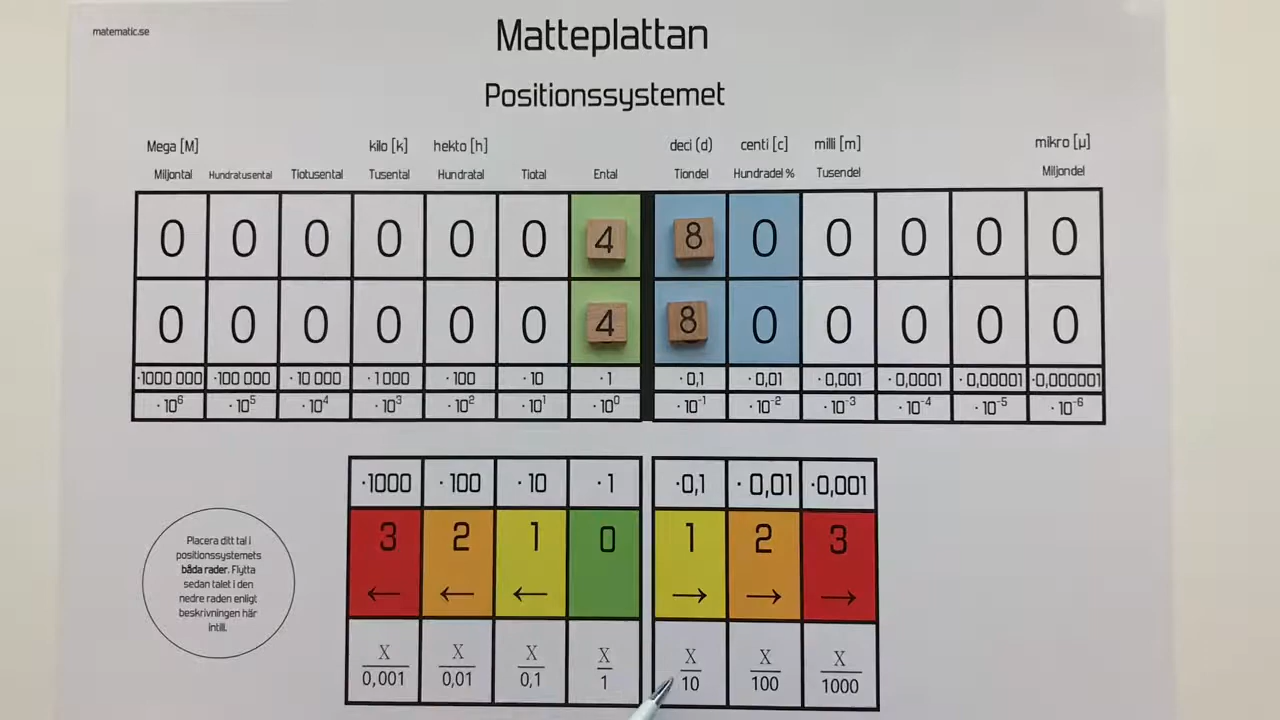 matematic.se
Matteplattan
Positionssystemet
Mega [M] kilo [k] hekto [h] deci (d) centi [c] milli [m] mikro [µ]
Miljontal Hundratusental Tiotusental Tusental Hundratal Tiotal Ental Tiondel Hundradel % Tusendel Miljondel
0 0 0 0 0 0 4 8 0 0 0 0 0
0 0 0 0 0 0 4 8 0 0 0 0 0
·1000 000 ·100 000 · 10 000 · 1 000 · 100 · 10 · 1 · 0,1 · 0,01 · 0,001 · 0,0001 · 0,00001 ·0,000001
· 10⁶ · 10⁵ · 10⁴ · 10³ · 10² · 10¹ · 10⁰ · 10⁻¹ · 10⁻² · 10⁻³ · 10⁻⁴ · 10⁻⁵ · 10⁻⁶
·1000 · 100 · 10 · 1 ·0,1 · 0,01 ·0,001
3 2 1 0 1 2 3
← ← ← → → →
X X X X X X X
0,001 0,01 0,1 1 10 100 1000
Placera ditt tal i
positionssystemets
båda rader. Flytta
sedan talet i den
nedre raden enligt
beskrivningen här
intill.